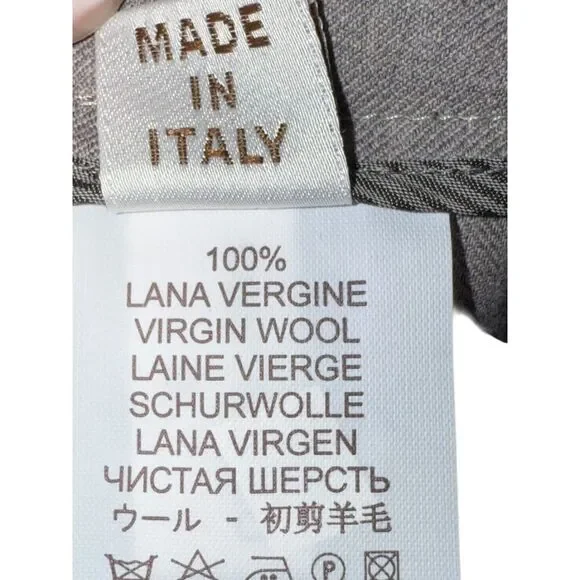 MADE
IN
ITALY
100%
LANA VERGINE
VIRGIN WOOL
LAINE VIERGE
SCHURWOLLE
LANA VIRGEN
ЧИСТАЯ ШЕРСТЬ
ウール - 初剪羊毛
P